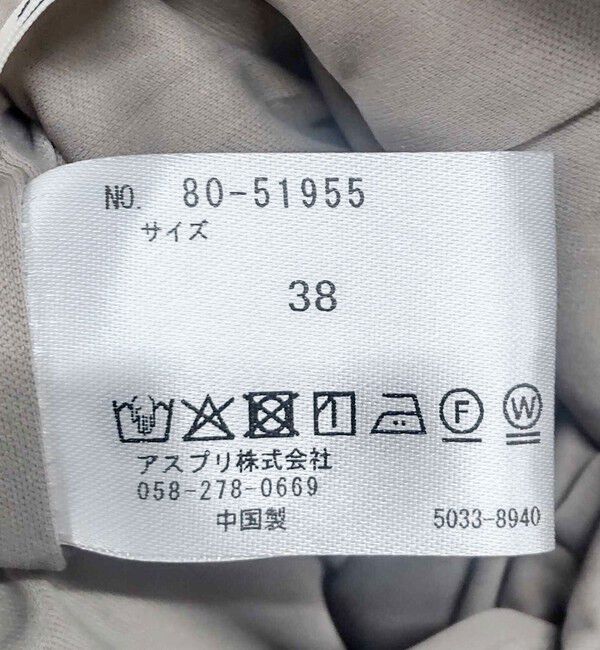 NO. 80-51955
サイズ
38
F W
アスプリ株式会社
058-278-0669
中国製 5033-8940